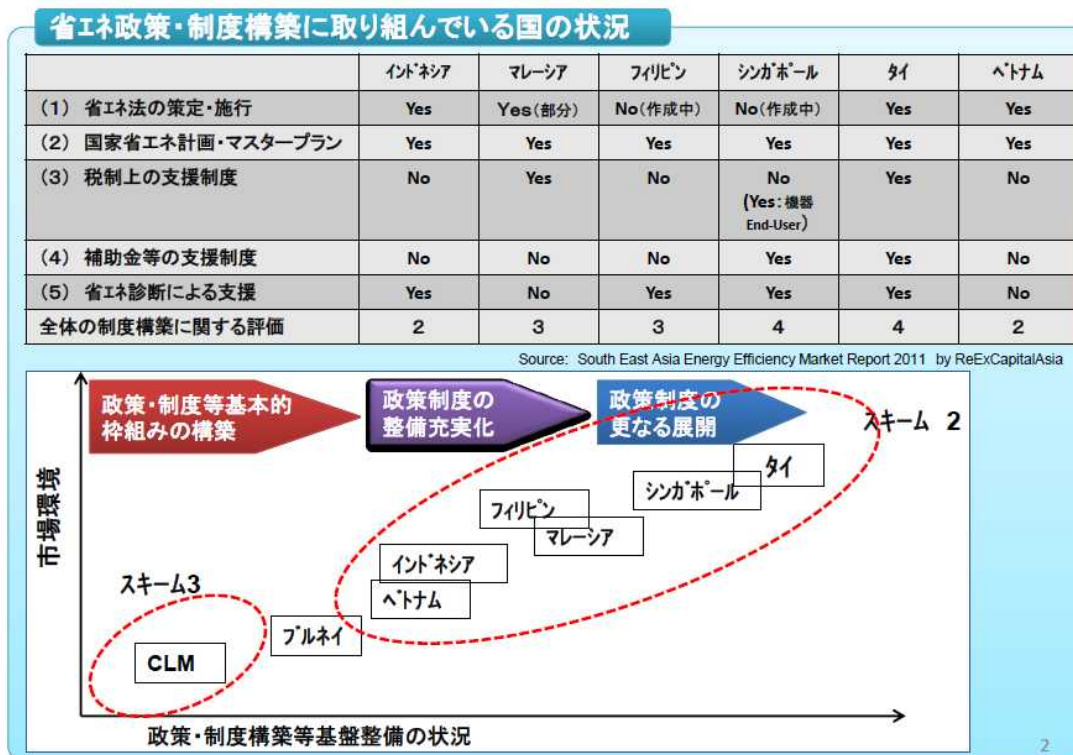 省エネ政策・制度構築に取り組んでいる国の状況
インドネシア マレーシア フィリピン シンガポール タイ ベトナム
(1) 省エネ法の策定・施行 Yes Yes(部分) No(作成中) No(作成中) Yes Yes
(2) 国家省エネ計画・マスタープラン Yes Yes Yes Yes Yes Yes
(3) 税制上の支援制度 No Yes No No Yes No
(Yes:機器
End-User)
(4) 補助金等の支援制度 No No No Yes Yes No
(5) 省エネ診断による支援 Yes No Yes Yes Yes No
全体の制度構築に関する評価 2 3 3 4 4 2
Source: South East Asia Energy Efficiency Market Report 2011 by ReExCapitalAsia
政策・制度等基本的
枠組みの構築
政策制度の
整備充実化
政策制度の
更なる展開
スキーム 2
タイ
シンガポール
フィリピン
マレーシア
インドネシア
ベトナム
スキーム3
ブルネイ
CLM
市場環境
政策・制度構築等基盤整備の状況
2